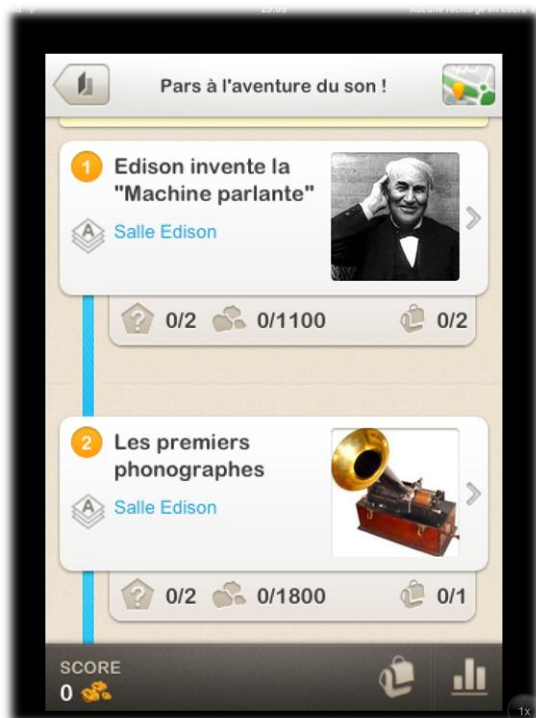 Pars à l'aventure du son !
1 Edison invente la
"Machine parlante"
A Salle Edison
? 0/2 0/1100 0/2
2 Les premiers
phonographes
A Salle Edison
? 0/2 0/1800 0/1
SCORE
0
1x